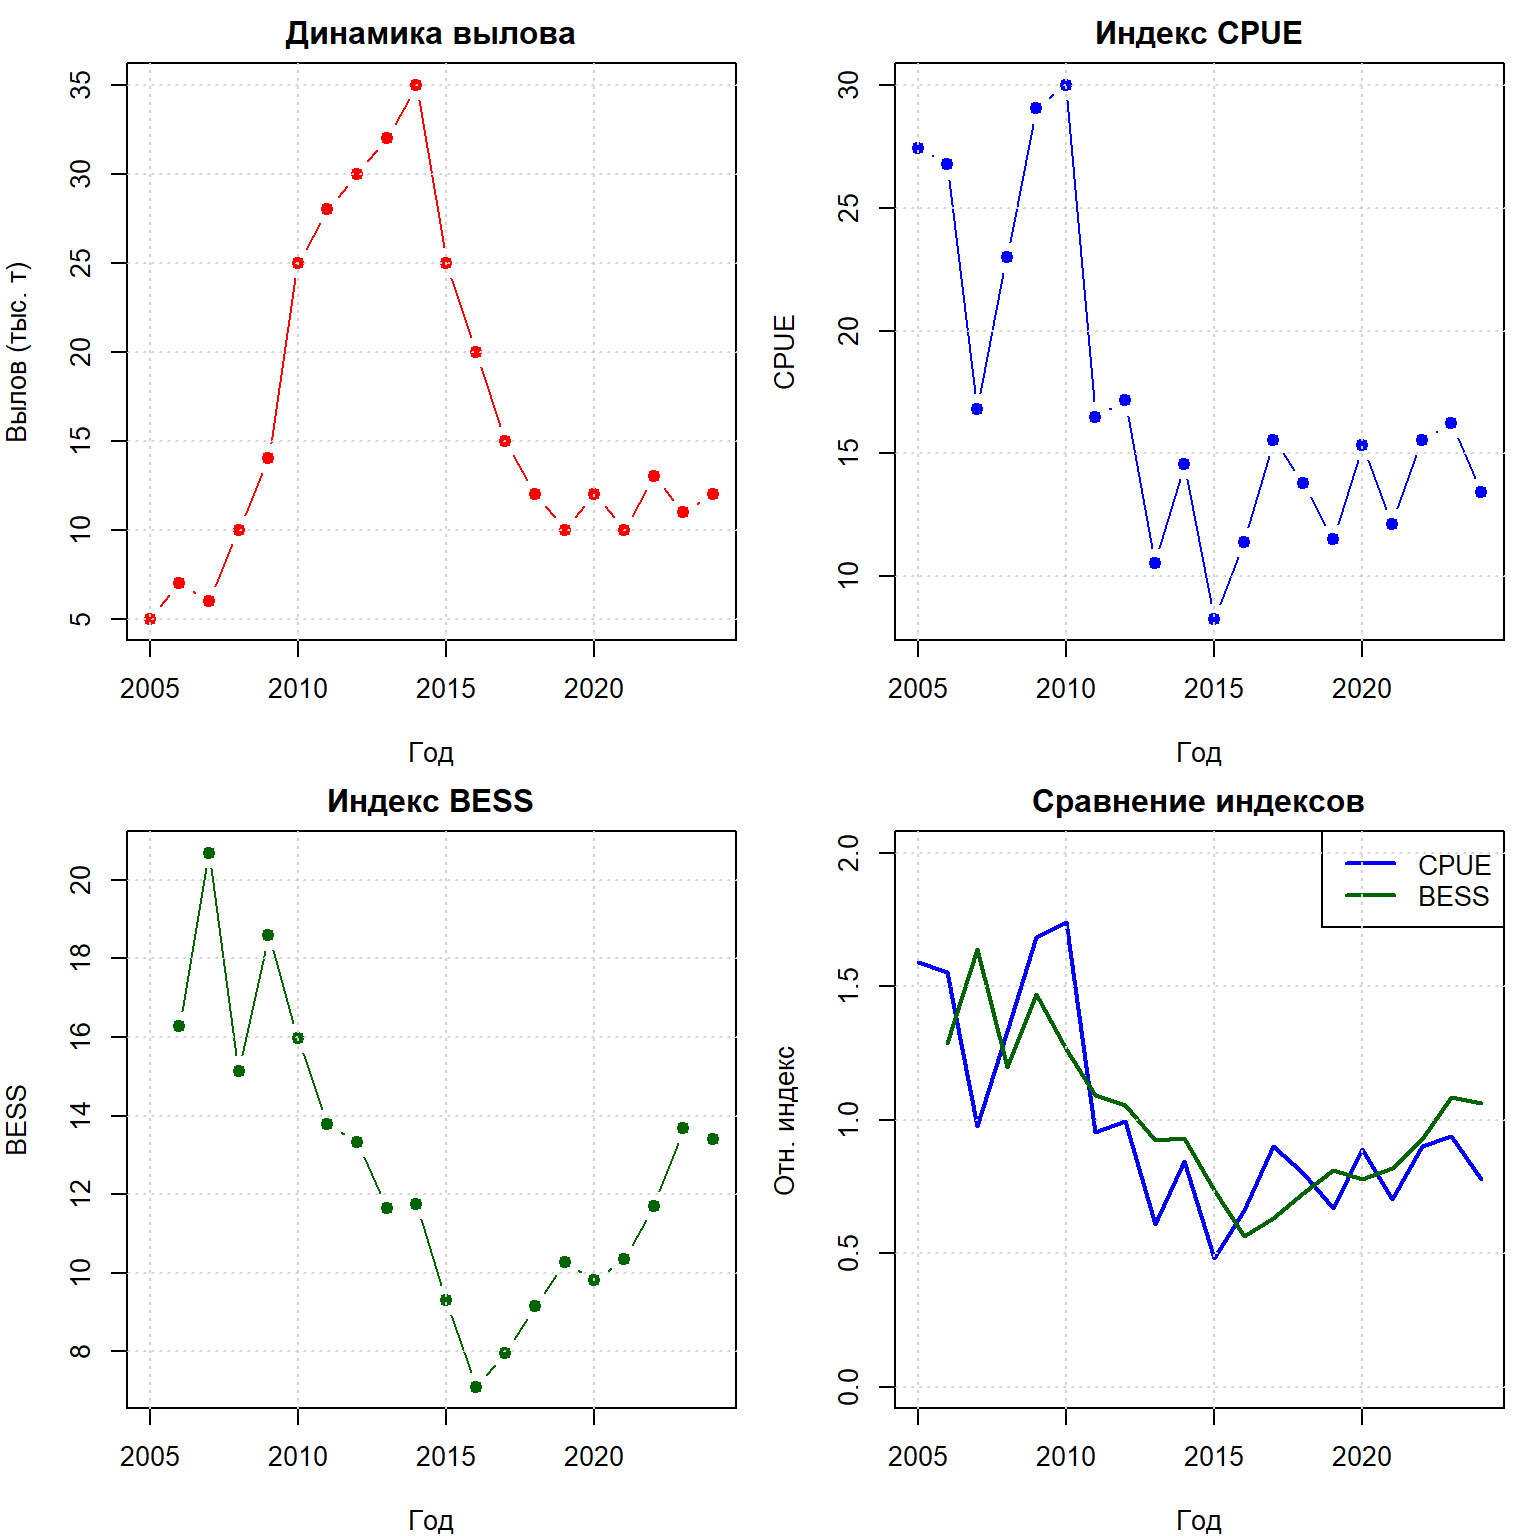 Динамика вылова
Вылов (тыс. т)
35
30
25
20
15
10
5
2005 2010 2015 2020
Год
Индекс CPUE
CPUE
30
25
20
15
10
2005 2010 2015 2020
Год
Индекс BESS
BESS
20
18
16
14
12
10
8
2005 2010 2015 2020
Год
Сравнение индексов
Отн. индекс
2.0
1.5
1.0
0.5
0.0
CPUE
BESS
2005 2010 2015 2020
Год